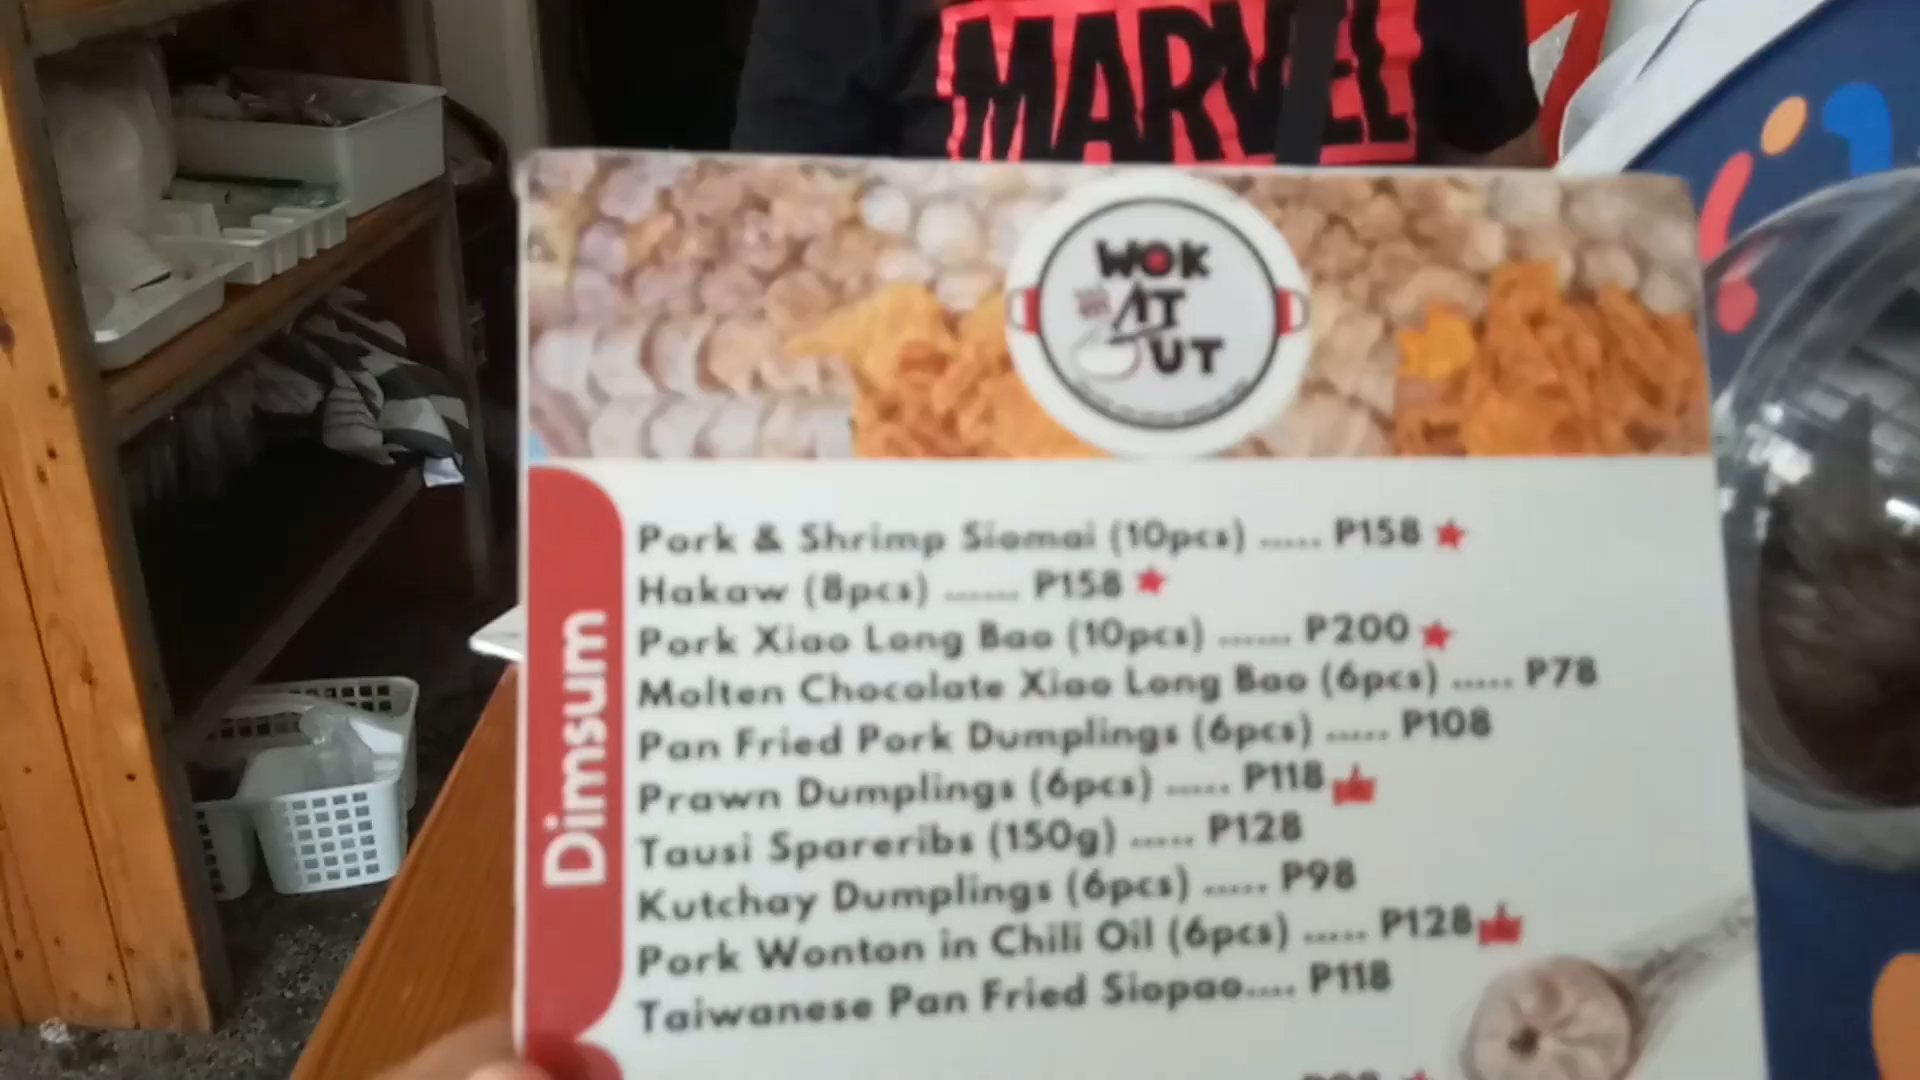 MARVEL
WOK
AT
UT
Dimsum
Pork & Shrimp Siomai (10pcs) ..... P158
Hakaw (8pcs) ...... P158
Pork Xiao Long Bao (10pcs) ...... P200
Molten Chocolate Xiao Long Bao (6pcs) ..... P78
Pan Fried Pork Dumplings (6pcs) ..... P108
Prawn Dumplings (6pcs) ..... P118
Tausi Spareribs (150g) ..... P128
Kutchay Dumplings (6pcs) ..... P98
Pork Wonton in Chili Oil (6pcs) ..... P128
Taiwanese Pan Fried Siopao.... P118